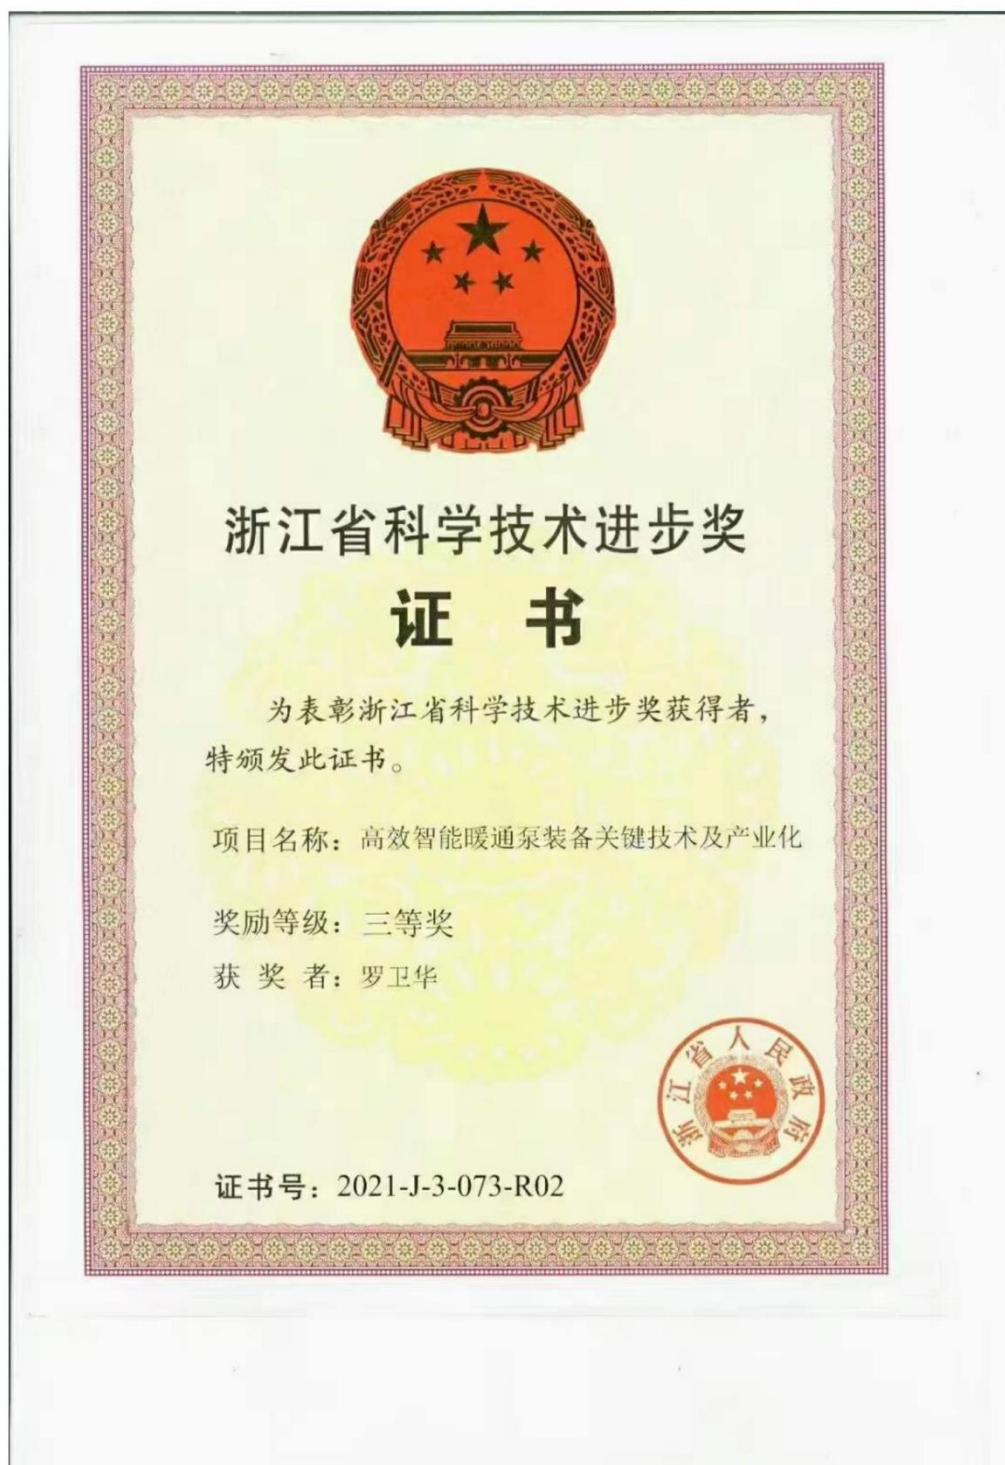 浙江省科学技术进步奖
证 书
为表彰浙江省科学技术进步奖获得者，
特颁发此证书。
项目名称：高效智能暖通泵装备关键技术及产业化
奖励等级：三等奖
获 奖 者：罗卫华
浙江省人民政府
证书号：2021-J-3-073-R02